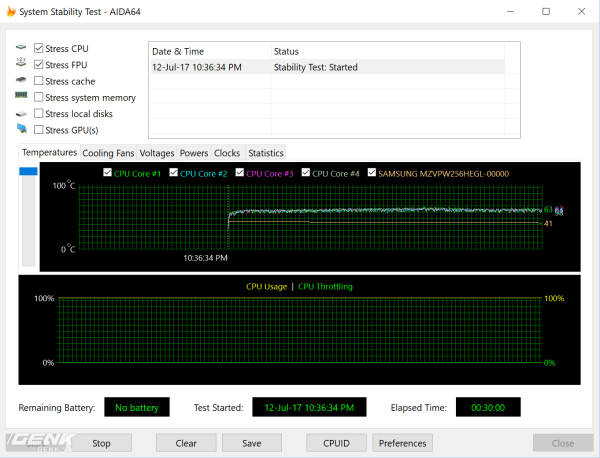 System Stability Test - AIDA64
Stress CPU
Stress FPU
Stress cache
Stress system memory
Stress local disks
Stress GPU(s)
Date & Time Status
12-Jul-17 10:36:34 PM Stability Test: Started
Temperatures Cooling Fans Voltages Powers Clocks Statistics
CPU Core #1 CPU Core #2 CPU Core #3 CPU Core #4 SAMSUNG MZVPW256HEGL-00000
100 °C
63
41
0 °C
10:36:34 PM
CPU Usage | CPU Throttling
100% 100%
0% 0%
Remaining Battery: No battery Test Started: 12-Jul-17 10:36:34 PM Elapsed Time: 00:30:00
Stop Clear Save CPUID Preferences Close
GENK
GENK.VN